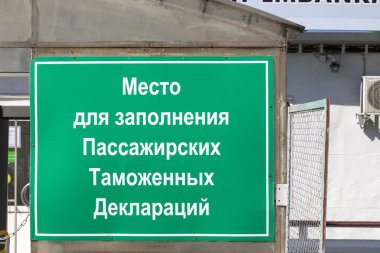 Место
для заполнения
Пассажирских
Таможенных
Деклараций